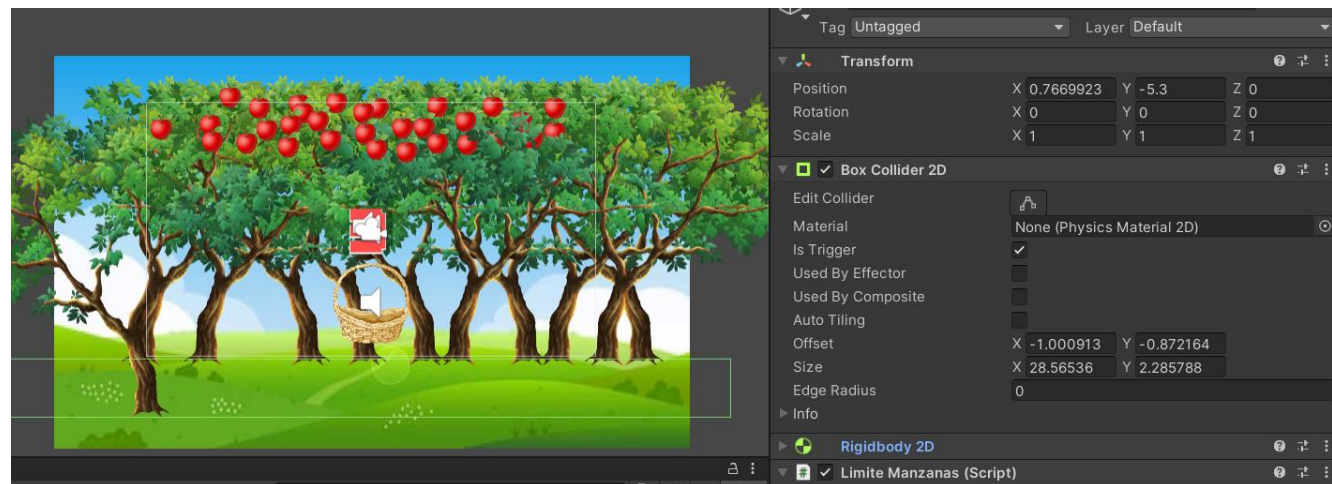 Tag Untagged Layer Default
Transform
Position X 0.7669923 Y -5.3 Z 0
Rotation X 0 Y 0 Z 0
Scale X 1 Y 1 Z 1
Box Collider 2D
Edit Collider
Material None (Physics Material 2D)
Is Trigger
Used By Effector
Used By Composite
Auto Tiling
Offset X -1.000913 Y -0.872164
Size X 28.56536 Y 2.285788
Edge Radius 0
Info
Rigidbody 2D
# Limite Manzanas (Script)